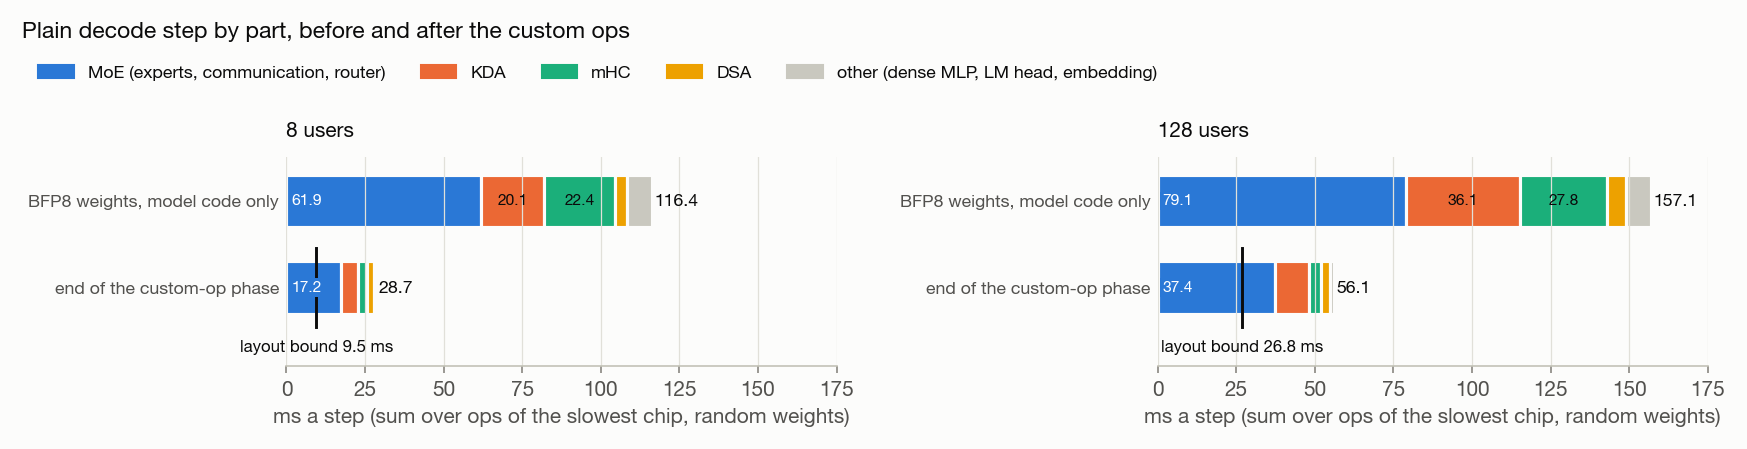 Plain decode step by part, before and after the custom ops
MoE (experts, communication, router) KDA mHC DSA other (dense MLP, LM head, embedding)
8 users
BFP8 weights, model code only 61.9 20.1 22.4 116.4
end of the custom-op phase 17.2 28.7
layout bound 9.5 ms
0 25 50 75 100 125 150 175
ms a step (sum over ops of the slowest chip, random weights)
128 users
BFP8 weights, model code only 79.1 36.1 27.8 157.1
end of the custom-op phase 37.4 56.1
layout bound 26.8 ms
0 25 50 75 100 125 150 175
ms a step (sum over ops of the slowest chip, random weights)